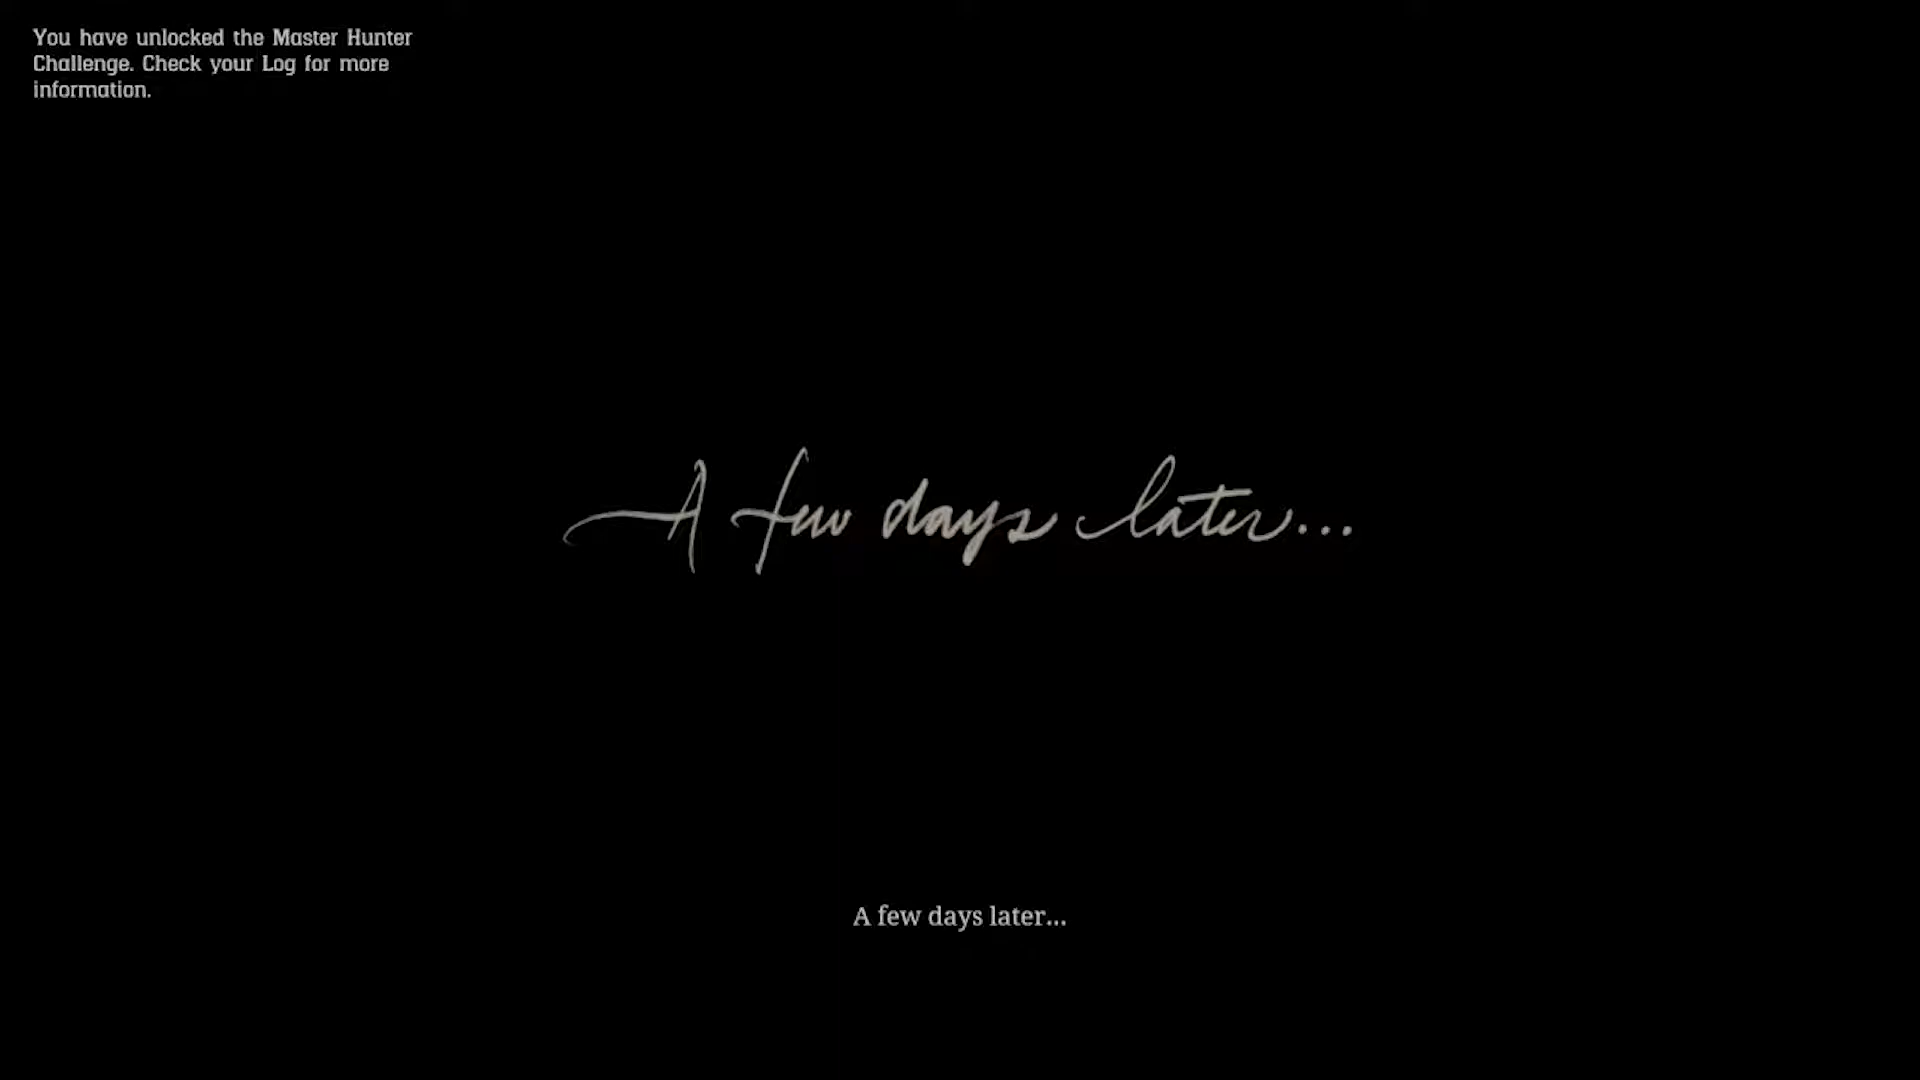 You have unlocked the Master Hunter
Challenge. Check your Log for more
information.
A few days later...
A few days later...